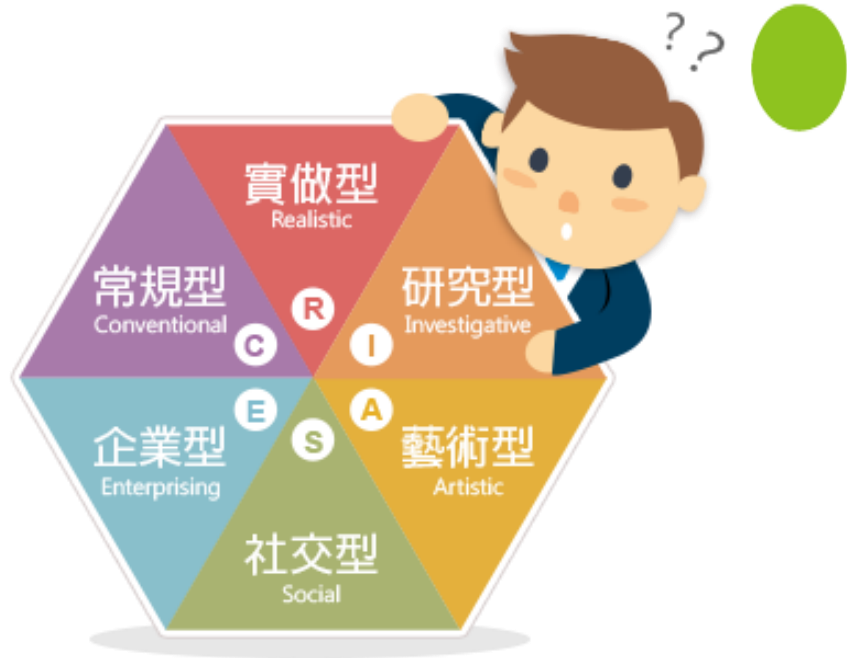 ??
實做型
Realistic
R
研究型
Investigative
I
藝術型
Artistic
A
社交型
Social
S
企業型
Enterprising
E
常規型
Conventional
C